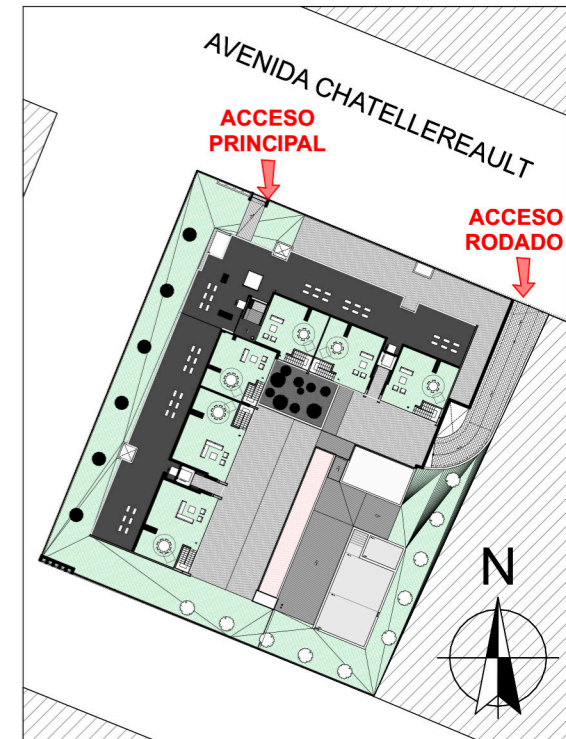 AVENIDA CHATELLEREAULT
ACCESO
PRINCIPAL
ACCESO
RODADO
N